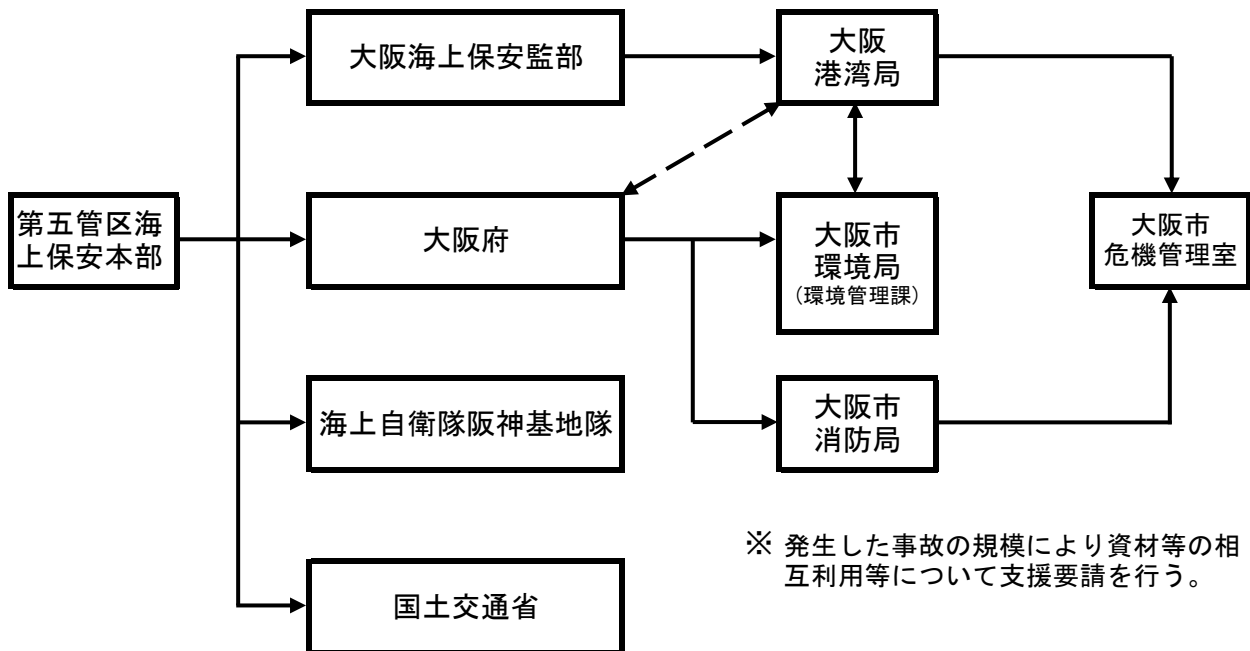 大阪海上保安監部
大阪
港湾局
第五管区海
上保安本部
大阪府
大阪市
環境局
(環境管理課)
大阪市
危機管理室
海上自衛隊阪神基地隊
大阪市
消防局
国土交通省
※ 発生した事故の規模により資材等の相
互利用等について支援要請を行う。